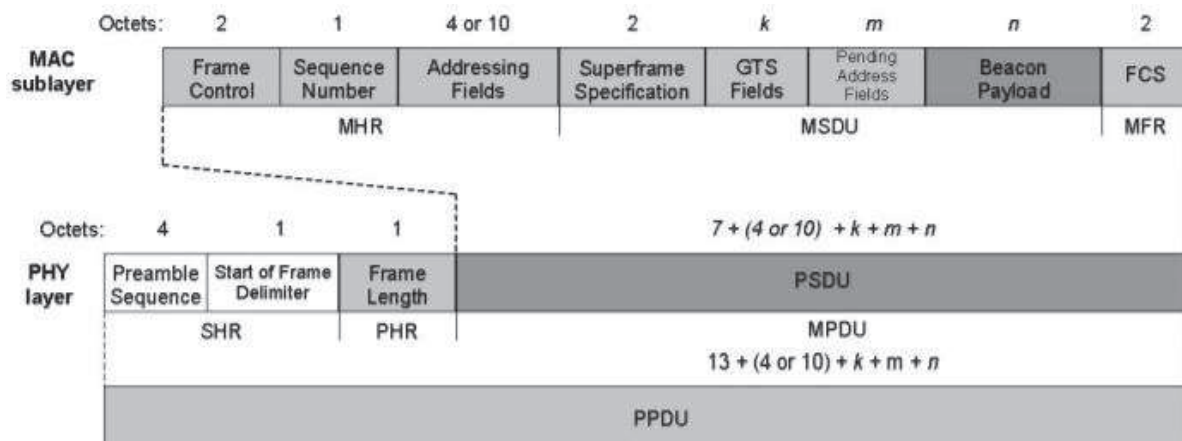 Octets: 2 1 4 or 10 2 k m n 2
MAC sublayer
Frame Control
Sequence Number
Addressing Fields
Superframe Specification
GTS Fields
Pending Address Fields
Beacon Payload
FCS
MHR MSDU MFR
Octets: 4 1 1 7 + (4 or 10) + k + m + n
PHY layer
Preamble Sequence
Start of Frame Delimiter
Frame Length
PSDU
SHR PHR MPDU
13 + (4 or 10) + k + m + n
PPDU